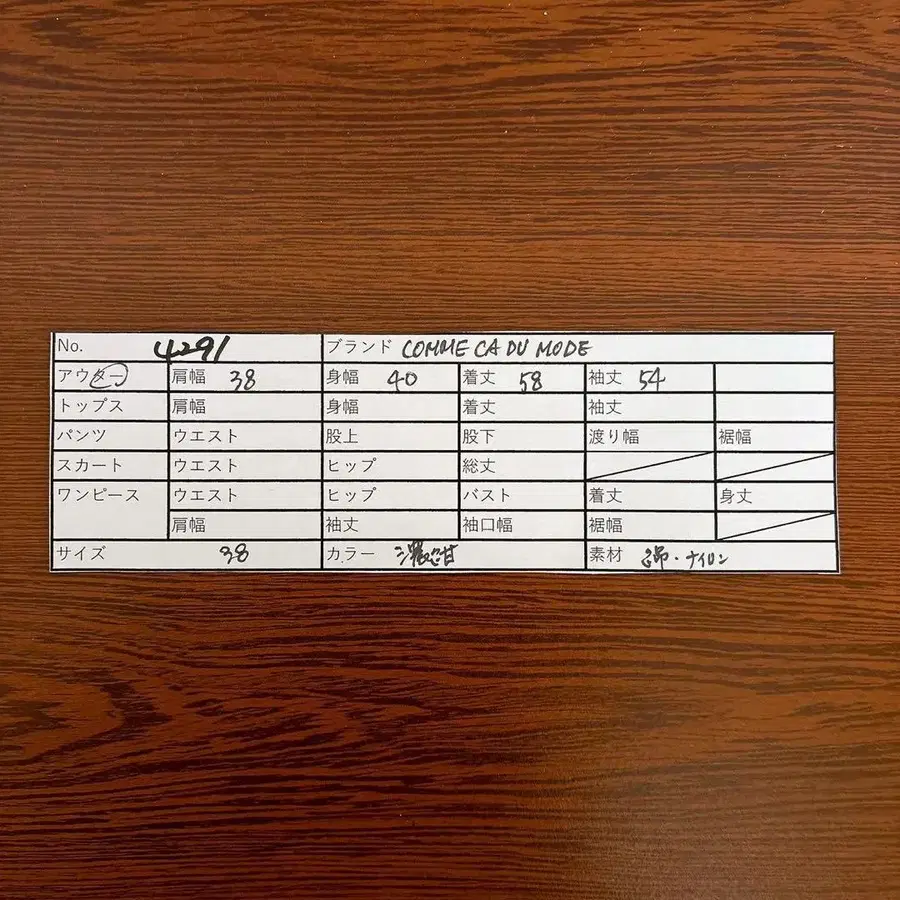 No. 4291 ブランド COMME CA DU MODE
アウター 肩幅 38 身幅 40 着丈 58 袖丈 54
トップス 肩幅 身幅 着丈 袖丈
パンツ ウエスト 股上 股下 渡り幅 裾幅
スカート ウエスト ヒップ 総丈
ワンピース ウエスト ヒップ バスト 着丈 身丈
肩幅 袖丈 袖口幅 裾幅
サイズ 38 カラー 濃紺 素材 綿・ナイロン